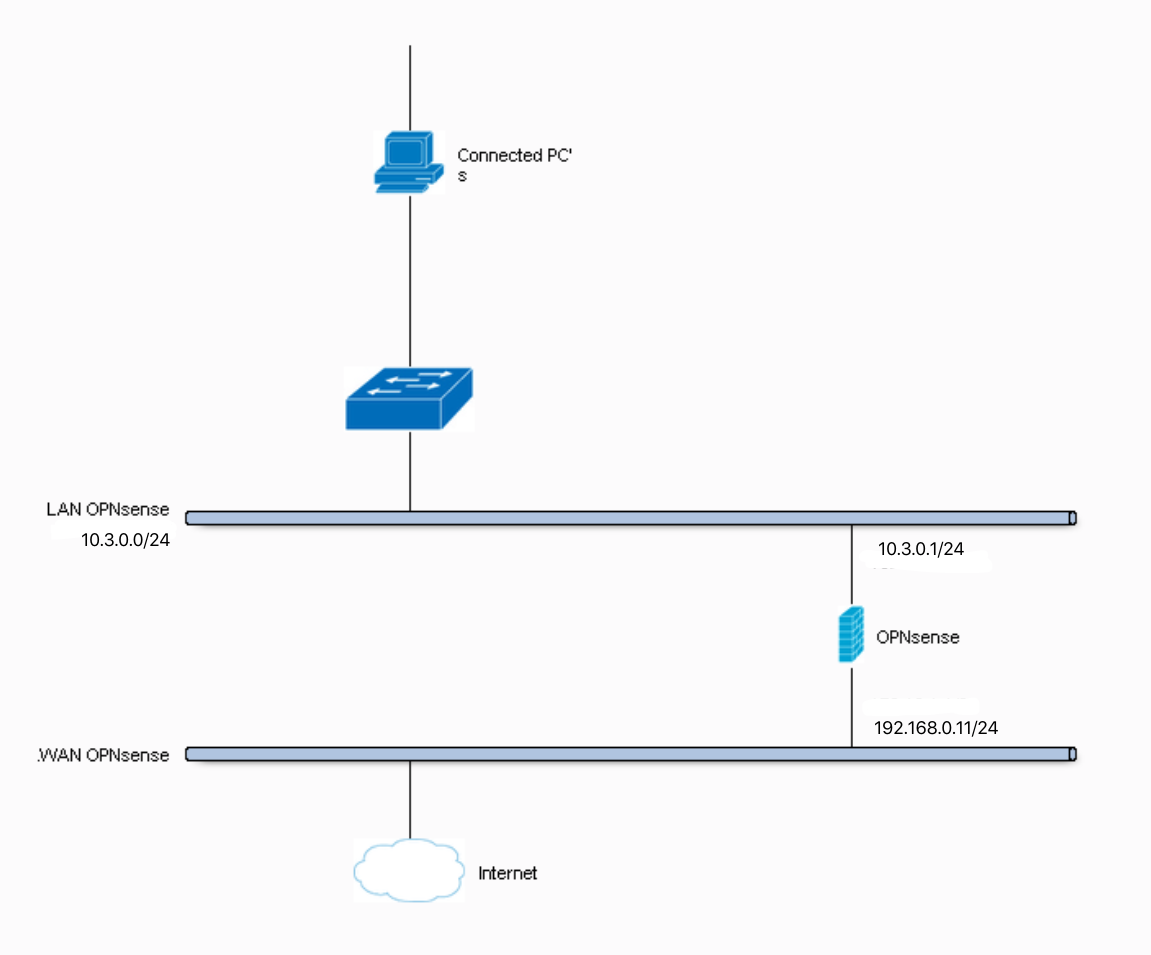 Connected PC'
s
LAN OPNsense
10.3.0.0/24
10.3.0.1/24
OPNsense
192.168.0.11/24
.WAN OPNsense
Internet